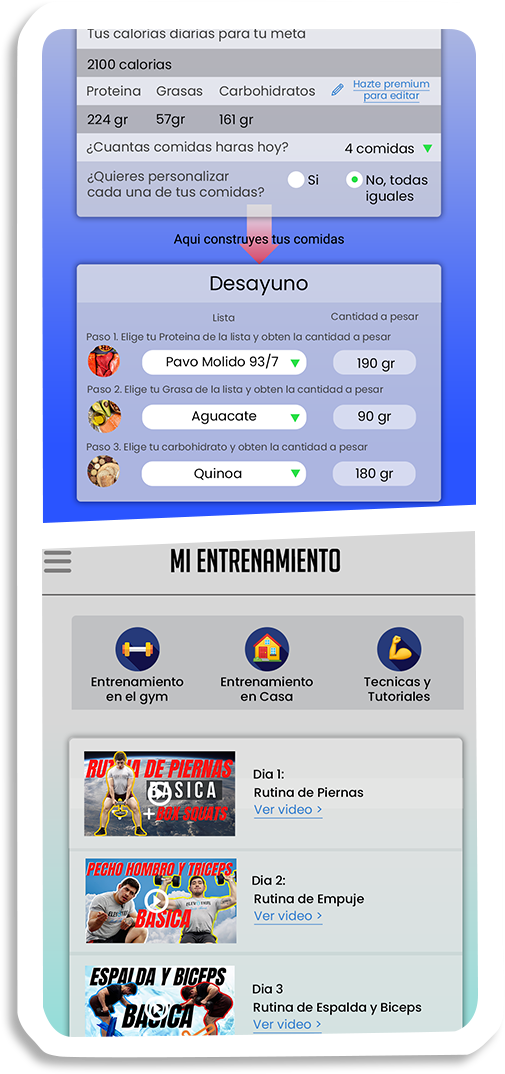 Tus calorias diarias para tu meta
2100 calorias
Proteina Grasas Carbohidratos
Hazte premium
para editar
224 gr 57gr 161 gr
¿Cuantas comidas haras hoy? 4 comidas
¿Quieres personalizar
cada una de tus comidas?
Si
No, todas
iguales
Aqui construyes tus comidas
Desayuno
Lista Cantidad a pesar
Paso 1. Elige tu Proteina de la lista y obten la cantidad a pesar
Pavo Molido 93/7 190 gr
Paso 2. Elige tu Grasa de la lista y obten la cantidad a pesar
Aguacate 90 gr
Paso 3. Elige tu carbohidrato y obten la cantidad a pesar
Quinoa 180 gr
MI ENTRENAMIENTO
Entrenamiento
en el gym
Entrenamiento
en Casa
Tecnicas y
Tutoriales
RUTINA DE PIERNAS
BASICA
+ BOX SQUATS
Dia 1:
Rutina de Piernas
Ver video >
PECHO HOMBRO Y TRICEPS
BASICA
Dia 2:
Rutina de Empuje
Ver video >
ESPALDA Y BICEPS
BASICA
Dia 3
Rutina de Espalda y Biceps
Ver video >